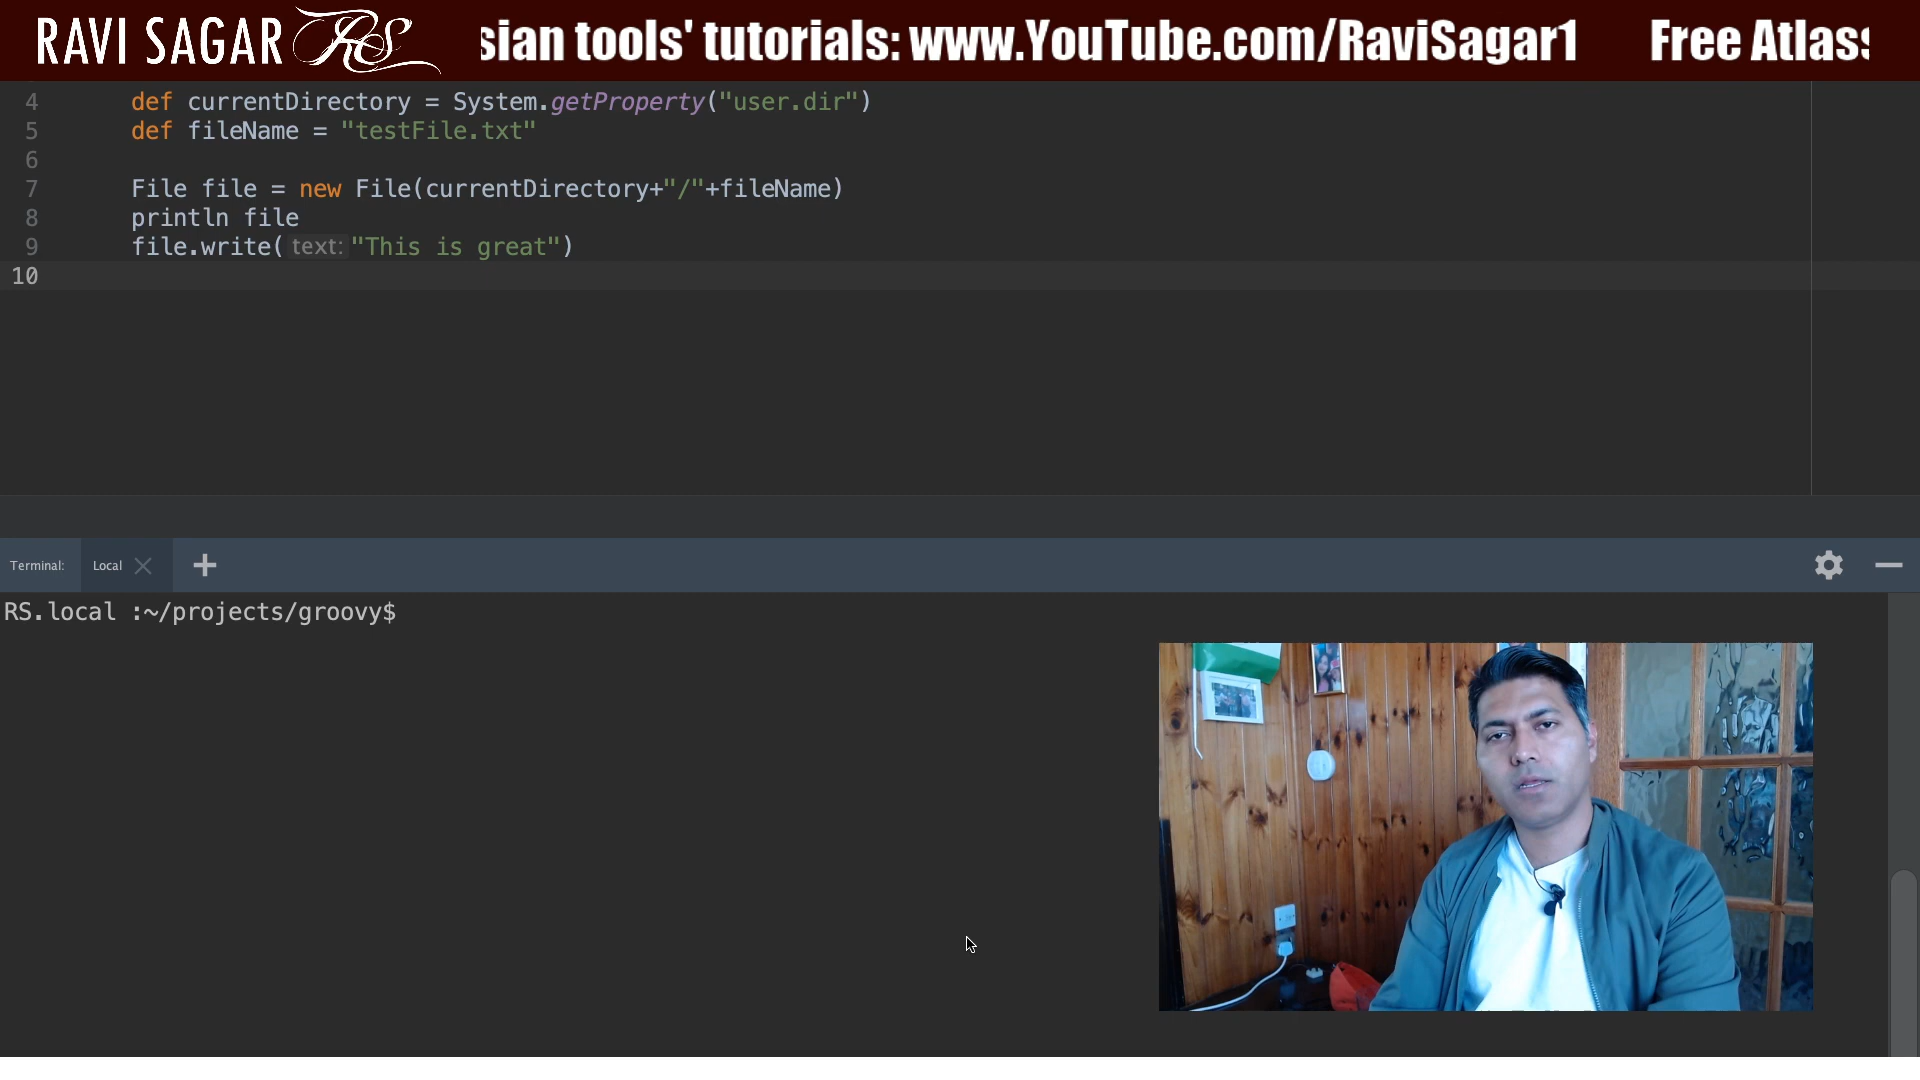 RAVI SAGAR RS
sian tools' tutorials: www.YouTube.com/RaviSagar1 Free Atlass
4 def currentDirectory = System.getProperty("user.dir")
5 def fileName = "testFile.txt"
6
7 File file = new File(currentDirectory+"/"+fileName)
8 println file
9 file.write( text: "This is great")
10
Terminal: Local
RS.local :~/projects/groovy$